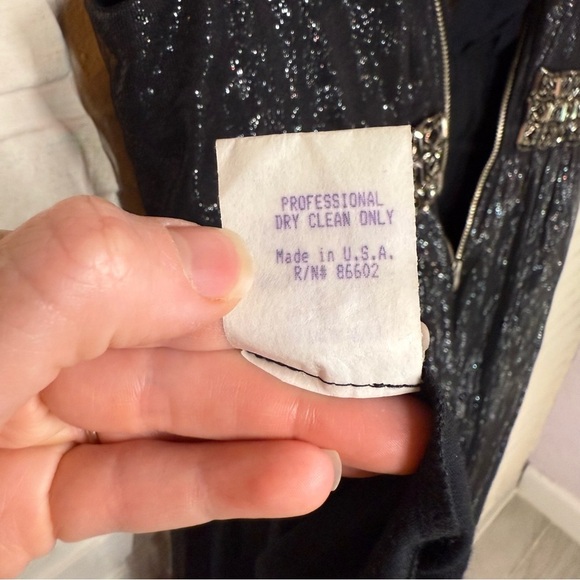 PROFESSIONAL
DRY CLEAN ONLY
Made in U.S.A.
R/N# 86602